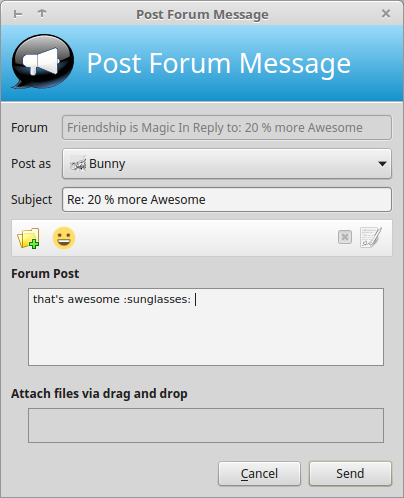 Post Forum Message
Post Forum Message
Forum Friendship is Magic In Reply to: 20 % more Awesome
Post as Bunny
Subject Re: 20 % more Awesome
Forum Post
that's awesome :sunglasses:
Attach files via drag and drop
Cancel Send